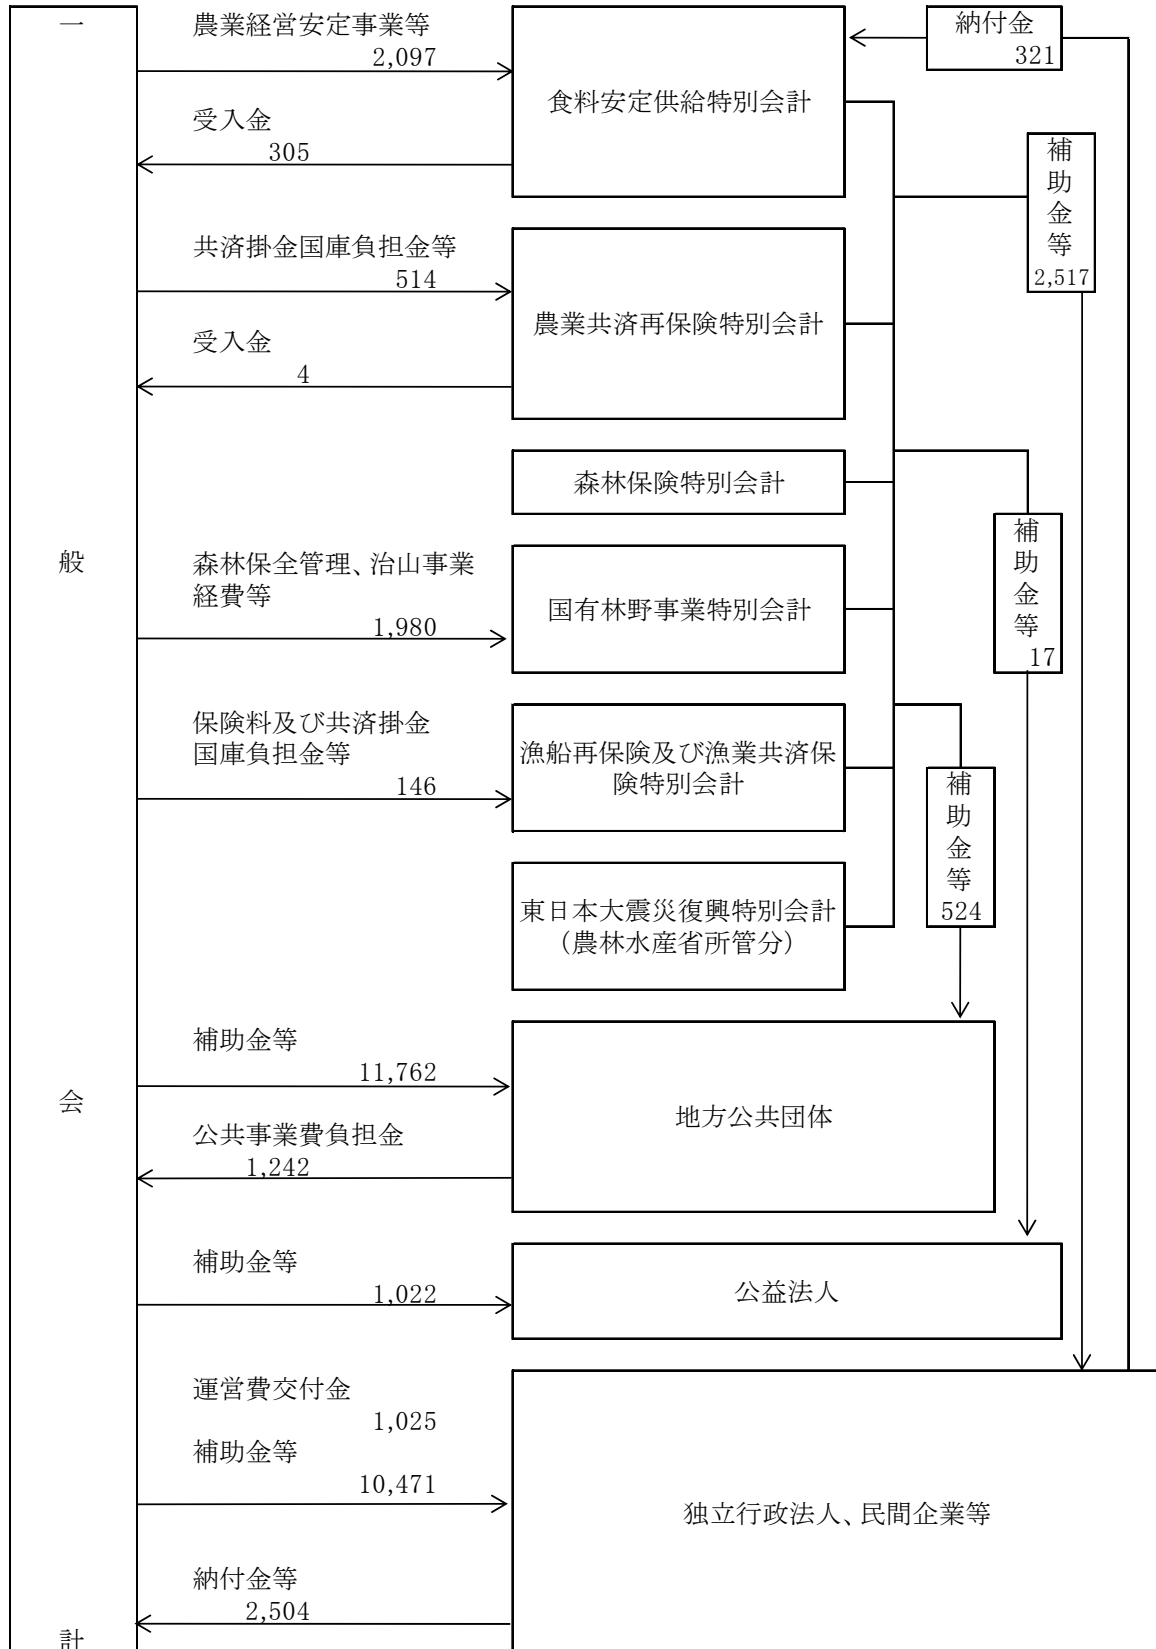 一般会計
農業経営安定事業等
2,097
受入金
305
食料安定供給特別会計
納付金
321
補助金等
2,517
共済掛金国庫負担金等
514
受入金
4
農業共済再保険特別会計
森林保険特別会計
補助金等
17
森林保全管理、治山事業
経費等
1,980
国有林野事業特別会計
保険料及び共済掛金
国庫負担金等
146
漁船再保険及び漁業共済保
険特別会計
補助金等
524
東日本大震災復興特別会計
（農林水産省所管分）
補助金等
11,762
公共事業費負担金
1,242
地方公共団体
補助金等
1,022
公益法人
運営費交付金
1,025
補助金等
10,471
独立行政法人、民間企業等
納付金等
2,504